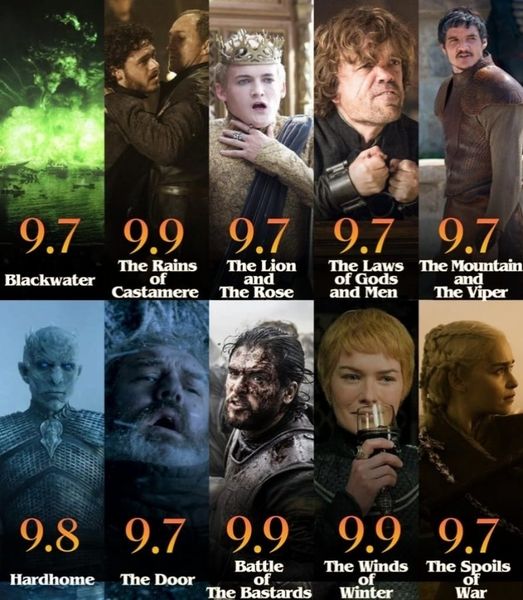 9.7
Blackwater
9.9
The Rains
of
Castamere
9.7
The Lion
and
The Rose
9.7
The Laws
of Gods
and Men
9.7
The Mountain
and
The Viper
9.8
Hardhome
9.7
The Door
9.9
Battle
of
The Bastards
9.9
The Winds
of
Winter
9.7
The Spoils
of
War